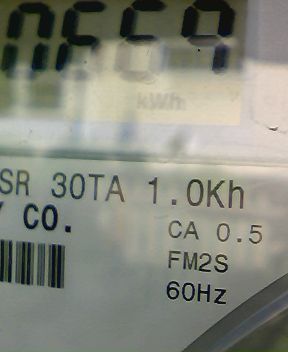 kWh
SR 30TA 1.0Kh
Y CO.
CA 0.5
FM2S
60Hz